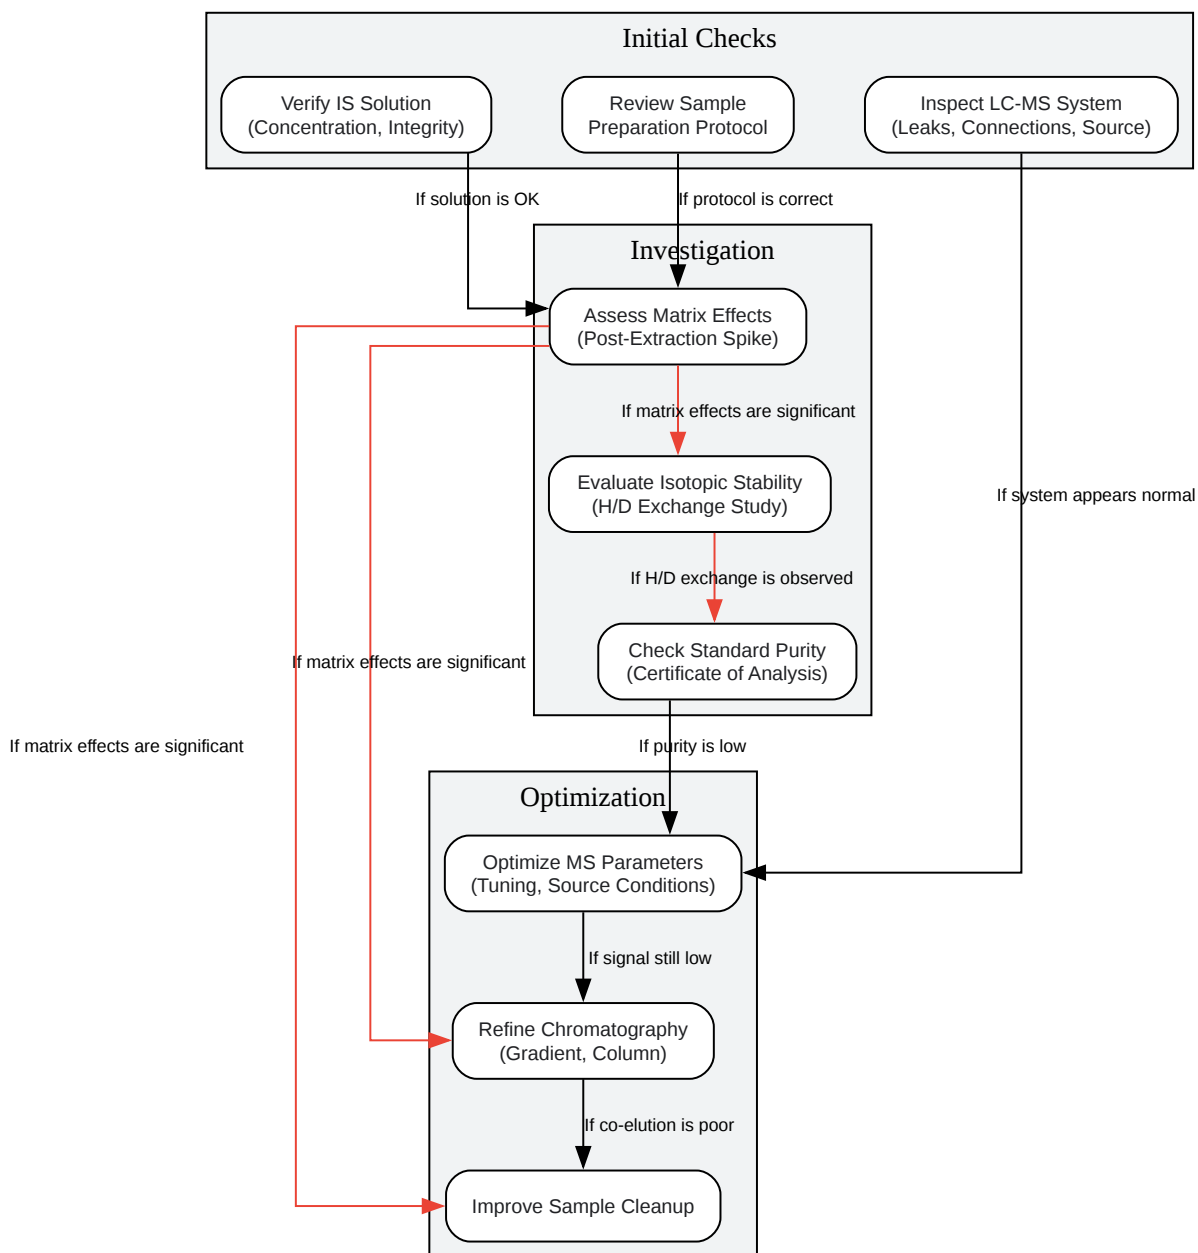 Initial Checks
Verify IS Solution
(Concentration, Integrity)
Review Sample
Preparation Protocol
Inspect LC-MS System
(Leaks, Connections, Source)
If solution is OK
If protocol is correct
Investigation
Assess Matrix Effects
(Post-Extraction Spike)
If matrix effects are significant
Evaluate Isotopic Stability
(H/D Exchange Study)
If system appears normal
If H/D exchange is observed
Check Standard Purity
(Certificate of Analysis)
If matrix effects are significant
If matrix effects are significant
If purity is low
Optimization
Optimize MS Parameters
(Tuning, Source Conditions)
If signal still low
Refine Chromatography
(Gradient, Column)
If co-elution is poor
Improve Sample Cleanup